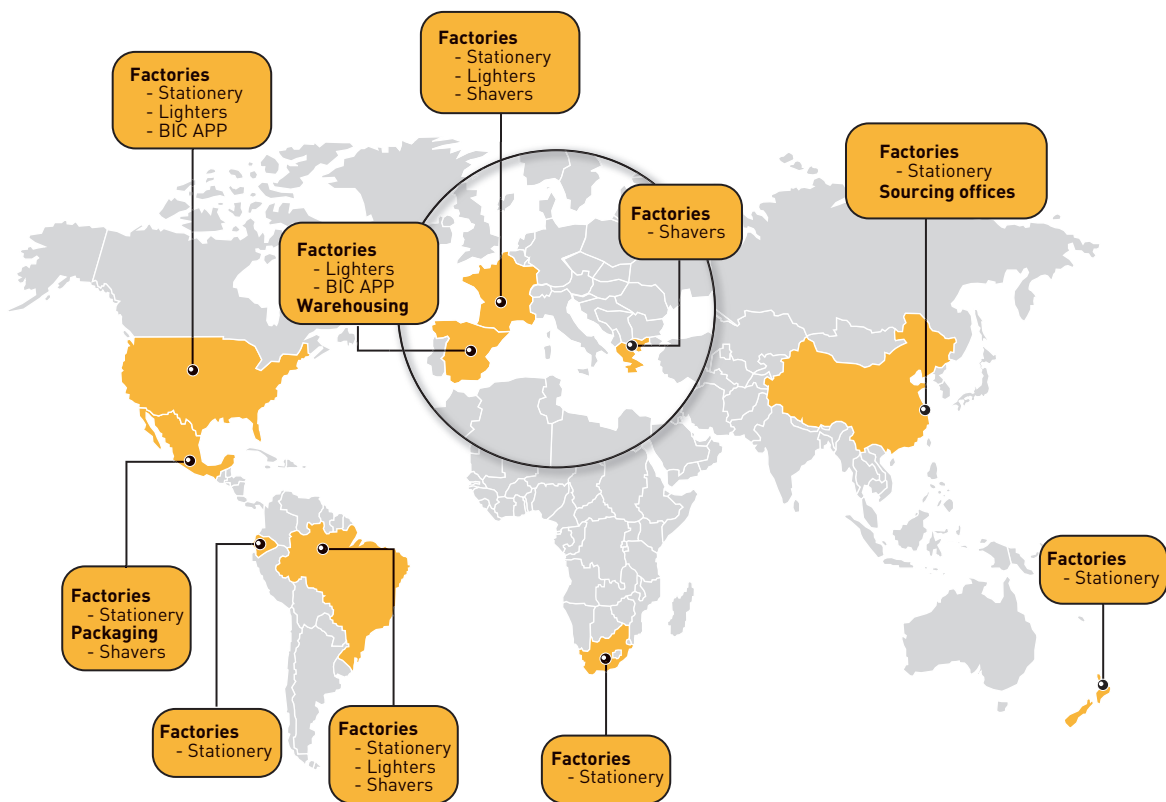 Factories
- Stationery
- Lighters
- Shavers
Factories
- Stationery
- Lighters
- BIC APP
Factories
- Stationery
Sourcing offices
Factories
- Shavers
Factories
- Lighters
- BIC APP
Warehousing
Factories
- Stationery
Factories
- Stationery
Packaging
- Shavers
Factories
- Stationery
Factories
- Stationery
- Lighters
- Shavers
Factories
- Stationery